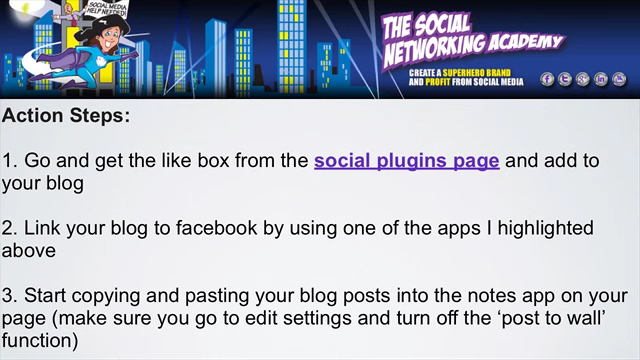 SOCIAL MEDIA
HELP NEEDED!
THE SOCIAL
NETWORKING ACADEMY
CREATE A SUPERHERO BRAND
AND PROFIT FROM SOCIAL MEDIA
Action Steps:
1. Go and get the like box from the social plugins page and add to
your blog
2. Link your blog to facebook by using one of the apps I highlighted
above
3. Start copying and pasting your blog posts into the notes app on your
page (make sure you go to edit settings and turn off the ‘post to wall’
function)